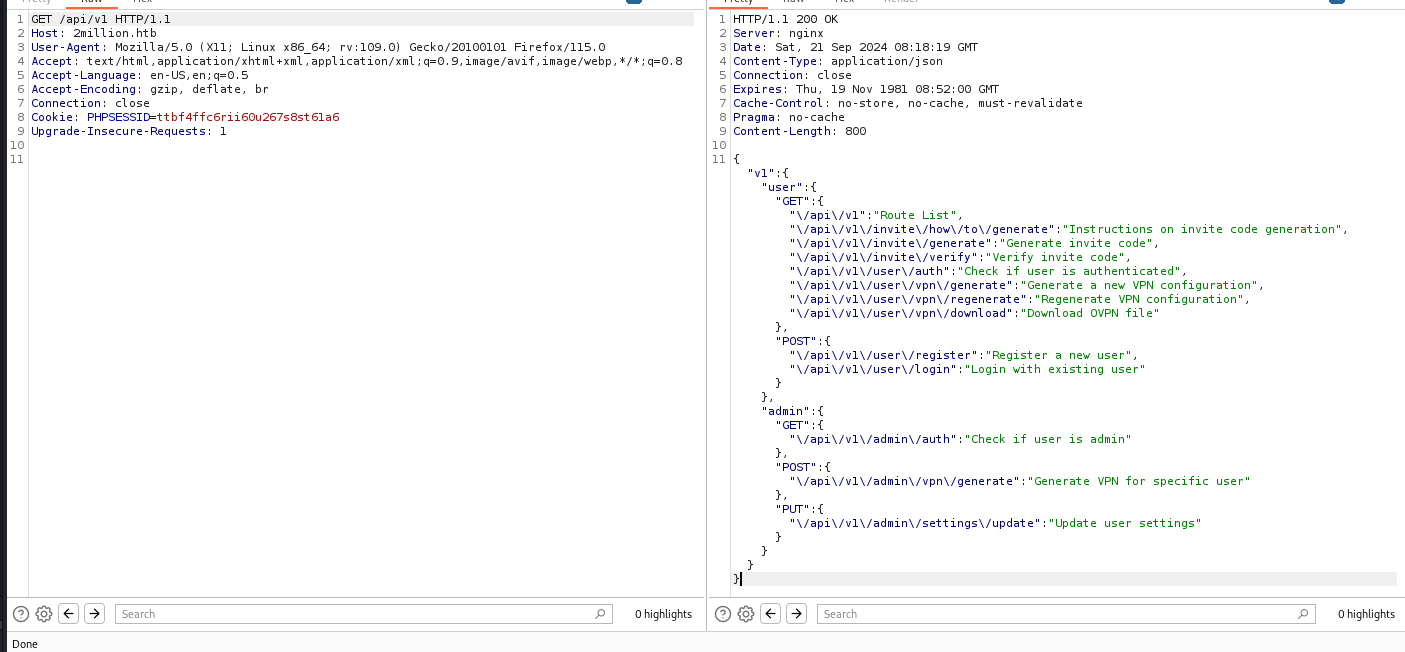 Pretty Raw Hex
1 GET /api/v1 HTTP/1.1
2 Host: 2million.htb
3 User-Agent: Mozilla/5.0 (X11; Linux x86_64; rv:109.0) Gecko/20100101 Firefox/115.0
4 Accept: text/html,application/xhtml+xml,application/xml;q=0.9,image/avif,image/webp,*/*;q=0.8
5 Accept-Language: en-US,en;q=0.5
6 Accept-Encoding: gzip, deflate, br
7 Connection: close
8 Cookie: PHPSESSID=ttbf4ffc6rii60u267s8st61a6
9 Upgrade-Insecure-Requests: 1
10
11
Search
0 highlights
Pretty Raw Hex Render
1 HTTP/1.1 200 OK
2 Server: nginx
3 Date: Sat, 21 Sep 2024 08:18:19 GMT
4 Content-Type: application/json
5 Connection: close
6 Expires: Thu, 19 Nov 1981 08:52:00 GMT
7 Cache-Control: no-store, no-cache, must-revalidate
8 Pragma: no-cache
9 Content-Length: 800
10
11 {
"v1":{
"user":{
"GET":{
"\/api\/v1":"Route List",
"\/api\/v1\/invite\/how\/to\/generate":"Instructions on invite code generation",
"\/api\/v1\/invite\/generate":"Generate invite code",
"\/api\/v1\/invite\/verify":"Verify invite code",
"\/api\/v1\/user\/auth":"Check if user is authenticated",
"\/api\/v1\/user\/vpn\/generate":"Generate a new VPN configuration",
"\/api\/v1\/user\/vpn\/regenerate":"Regenerate VPN configuration",
"\/api\/v1\/user\/vpn\/download":"Download OVPN file"
},
"POST":{
"\/api\/v1\/user\/register":"Register a new user",
"\/api\/v1\/user\/login":"Login with existing user"
}
},
"admin":{
"GET":{
"\/api\/v1\/admin\/auth":"Check if user is admin"
},
"POST":{
"\/api\/v1\/admin\/vpn\/generate":"Generate VPN for specific user"
},
"PUT":{
"\/api\/v1\/admin\/settings\/update":"Update user settings"
}
}
}
}
Search
0 highlights
Done